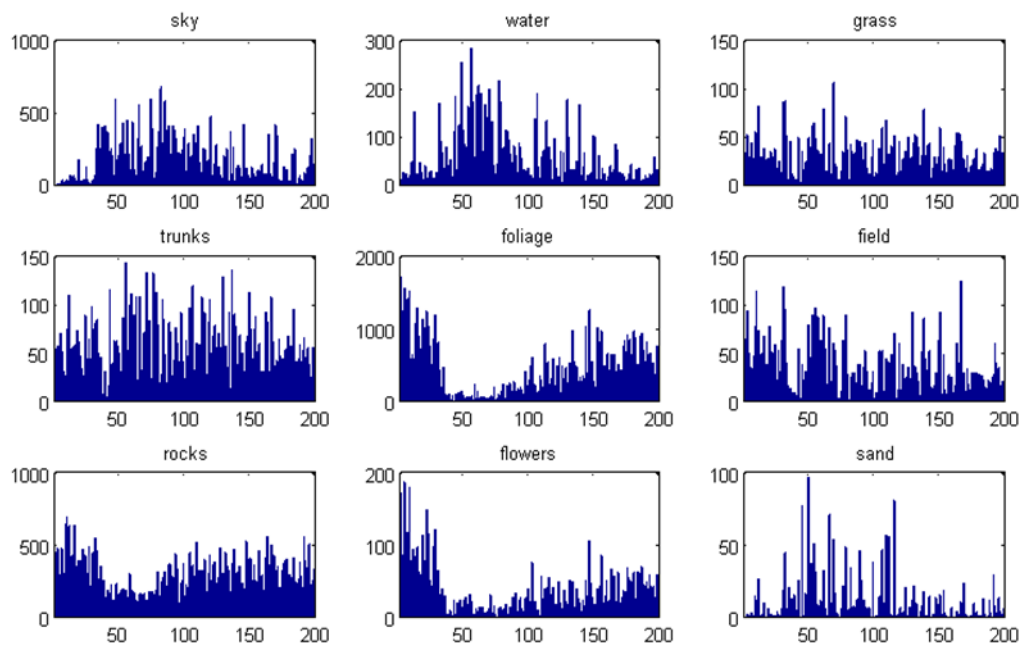 sky water grass
1000 300 150
500 200 100
100 50
0 0 0
50 100 150 200 50 100 150 200 50 100 150 200
trunks foliage field
150 2000 150
100 1000 100
50 50
0 0 0
50 100 150 200 50 100 150 200 50 100 150 200
rocks flowers sand
1000 200 100
500 100 50
0 0 0
50 100 150 200 50 100 150 200 50 100 150 200